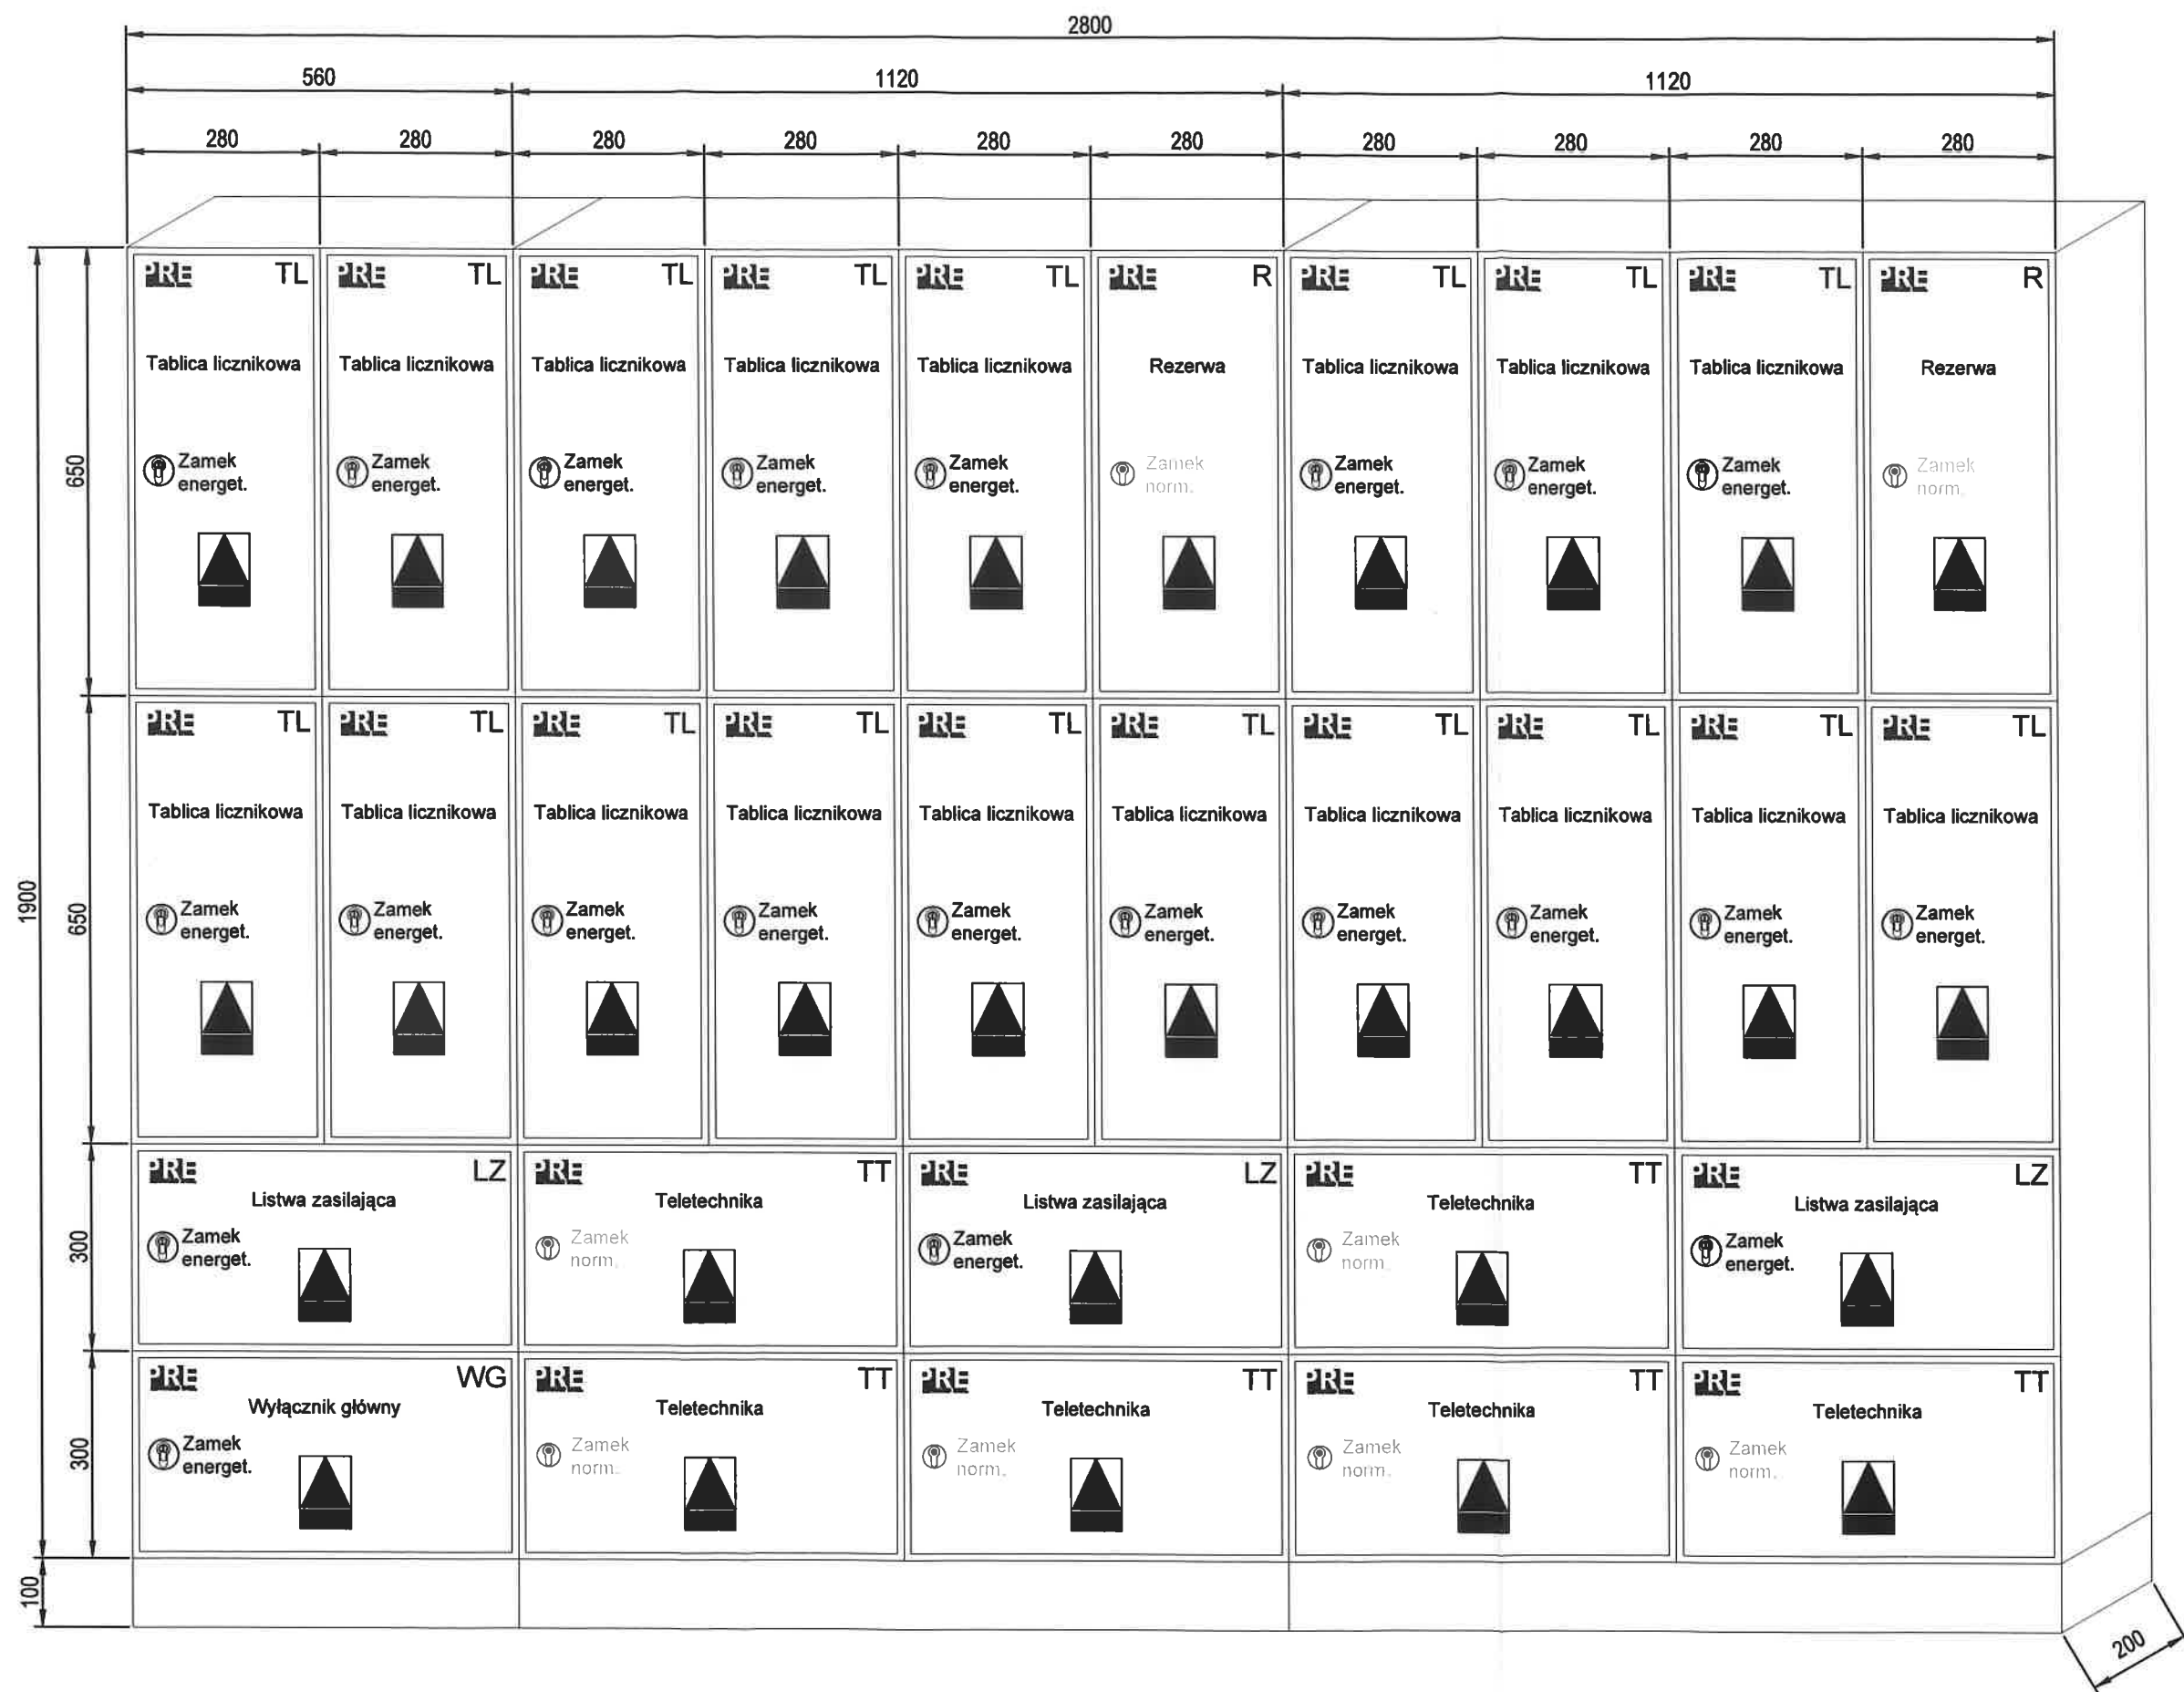 2800
560 1120 1120
280 280 280 280 280 280 280 280 280 280
PRE TL PRE TL PRE TL PRE TL PRE TL PRE R PRE TL PRE TL PRE TL PRE R
Tablica licznikowa Tablica licznikowa Tablica licznikowa Tablica licznikowa Tablica licznikowa Rezerwa Tablica licznikowa Tablica licznikowa Tablica licznikowa Rezerwa
Zamek Zamek Zamek Zamek Zamek Zamek Zamek Zamek Zamek Zamek
energet. energet. energet. energet. energet. norm. energet. energet. energet. norm.
650
PRE TL PRE TL PRE TL PRE TL PRE TL PRE TL PRE TL PRE TL PRE TL PRE TL
Tablica licznikowa Tablica licznikowa Tablica licznikowa Tablica licznikowa Tablica licznikowa Tablica licznikowa Tablica licznikowa Tablica licznikowa Tablica licznikowa Tablica licznikowa
Zamek Zamek Zamek Zamek Zamek Zamek Zamek Zamek Zamek Zamek
energet. energet. energet. energet. energet. energet. energet. energet. energet. energet.
1900
650
PRE LZ PRE TT PRE LZ PRE TT PRE LZ
Listwa zasilająca Teletechnika Listwa zasilająca Teletechnika Listwa zasilająca
Zamek Zamek Zamek Zamek Zamek
energet. norm. energet. norm. energet.
300
PRE WG PRE TT PRE TT PRE TT PRE TT
Wyłącznik główny Teletechnika Teletechnika Teletechnika Teletechnika
Zamek Zamek Zamek Zamek Zamek
energet. norm. norm. norm. norm.
300
100
200